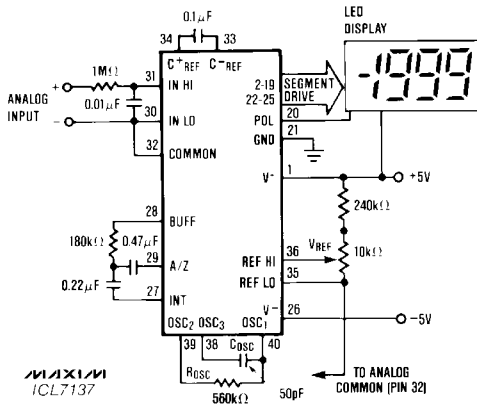 0.1μF
34
33
C+REF
C-REF
LED
DISPLAY
-1999
1MΩ
31
IN HI
2-19
22-25
SEGMENT
DRIVE
+
ANALOG
INPUT
-
0.01μF
30
IN LO
POL
20
GND
21
32
COMMON
V-
1
+5V
240kΩ
28
BUFF
180kΩ
0.47μF
29
A/Z
VREF
REF HI
36
10kΩ
REF LO
35
0.22μF
27
INT
V-
26
-5V
OSC2
OSC3
OSC1
39
38
COSC
40
ROSC
560kΩ
50pF
TO ANALOG
COMMON (PIN 32)
MAXIM
ICL7137